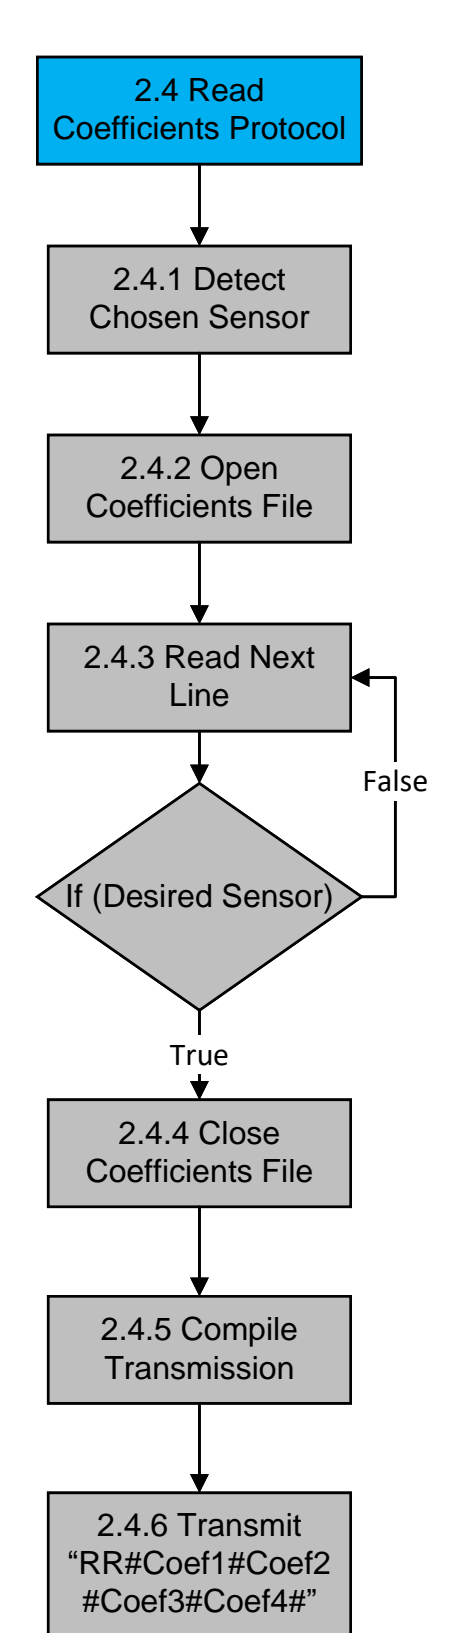 2.4 Read
Coefficients Protocol
2.4.1 Detect
Chosen Sensor
2.4.2 Open
Coefficients File
2.4.3 Read Next
Line
False
If (Desired Sensor)
True
2.4.4 Close
Coefficients File
2.4.5 Compile
Transmission
2.4.6 Transmit
“RR#Coef1#Coef2
#Coef3#Coef4#”